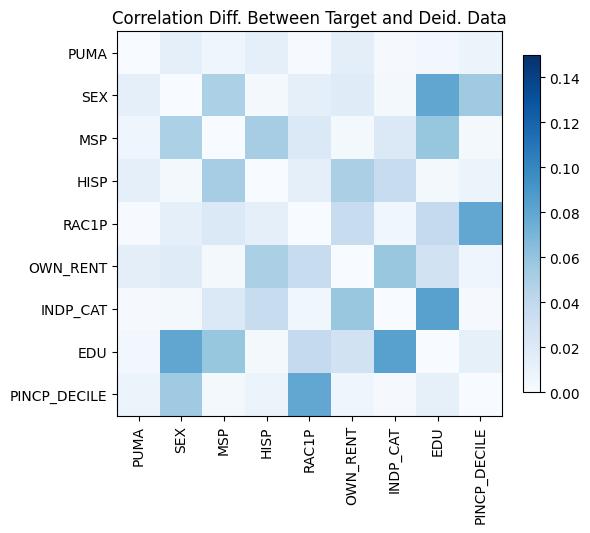 Correlation Diff. Between Target and Deid. Data
PUMA
SEX
MSP
HISP
RAC1P
OWN_RENT
INDP_CAT
EDU
PINCP_DECILE
PUMA
SEX
MSP
HISP
RAC1P
OWN_RENT
INDP_CAT
EDU
PINCP_DECILE
0.14
0.12
0.10
0.08
0.06
0.04
0.02
0.00